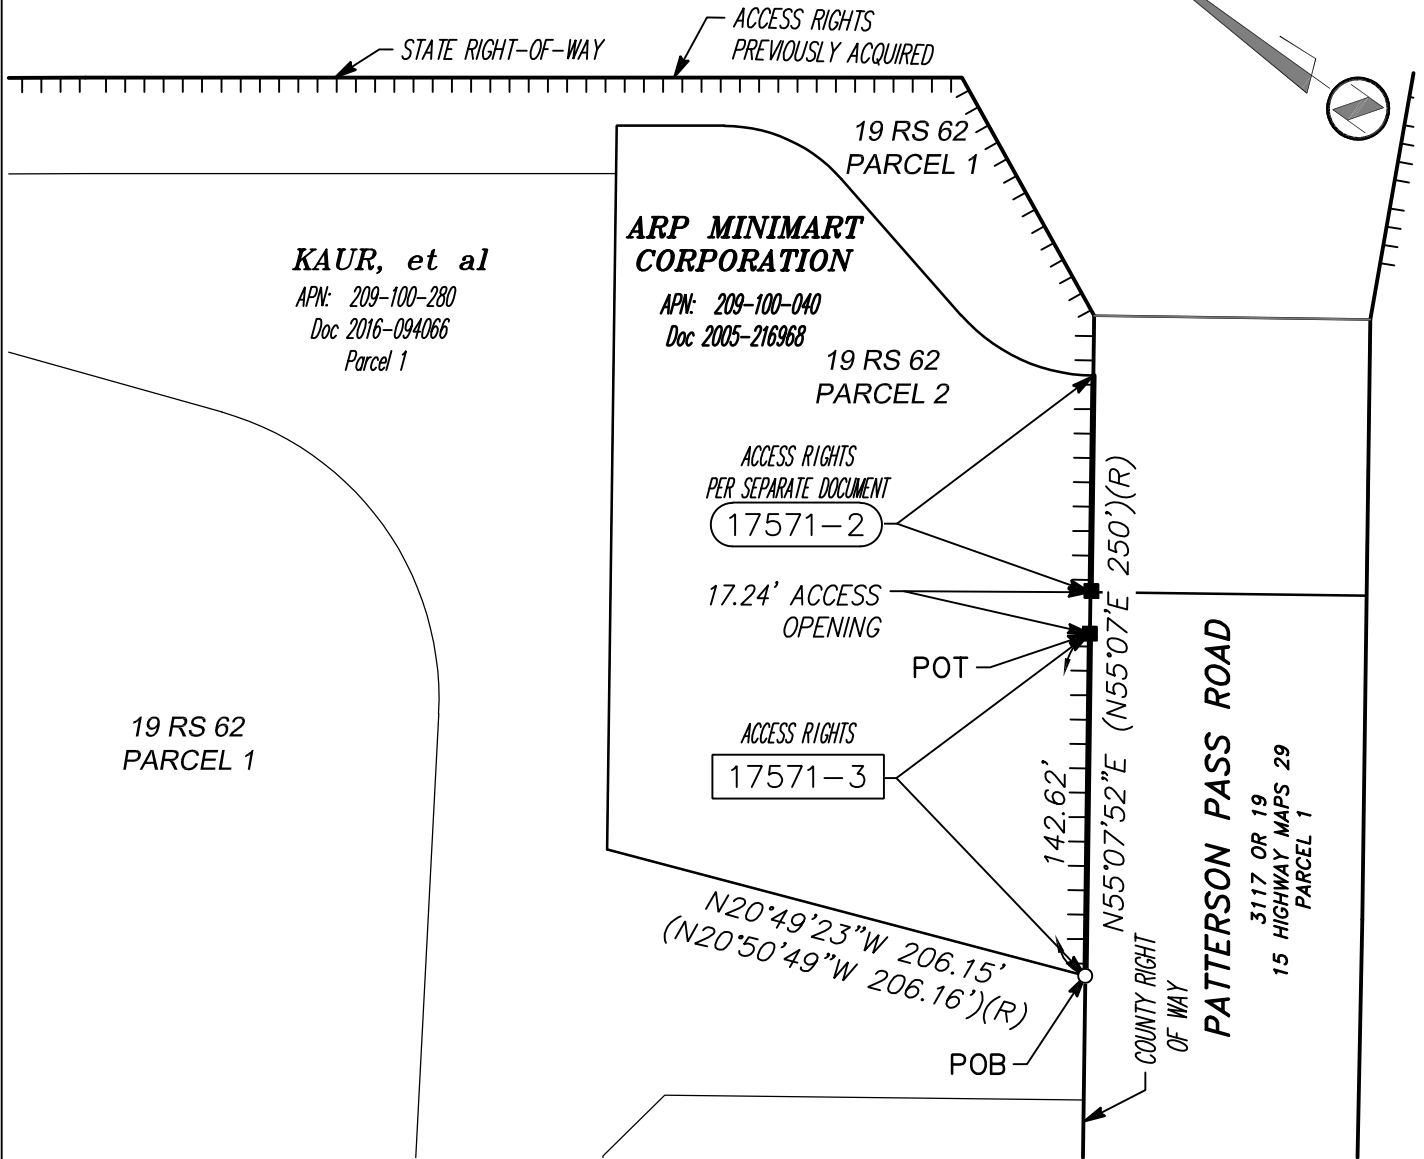 STATE RIGHT-OF-WAY
ACCESS RIGHTS
PREVIOUSLY ACQUIRED
19 RS 62
PARCEL 1
KAUR, et al
APN: 209-100-280
Doc 2016-094066
Parcel 1
ARP MINIMART
CORPORATION
APN: 209-100-040
Doc 2005-216968
19 RS 62
PARCEL 2
ACCESS RIGHTS
PER SEPARATE DOCUMENT
17571-2
17.24' ACCESS
OPENING
POT
ACCESS RIGHTS
17571-3
19 RS 62
PARCEL 1
142.62'
N55°07'52"E (N55°07'E 250')(R)
N20°49'23"W 206.15'
(N20°50'49"W 206.16')(R)
POB
COUNTY RIGHT
OF WAY
PATTERSON PASS ROAD
3117 OR 19
15 HIGHWAY MAPS 29
PARCEL 1